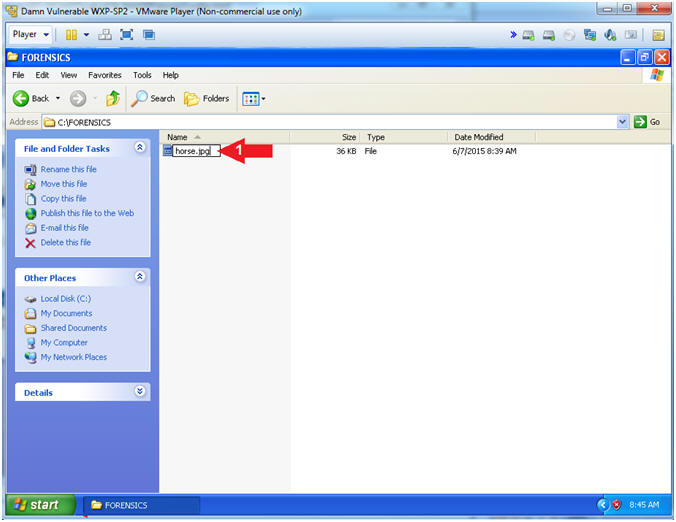 Damn Vulnerable WXP-SP2 - VMware Player (Non-commercial use only)
Player
FORENSICS
File Edit View Favorites Tools Help
Back Search Folders
Address C:\FORENSICS Go
Name Size Type Date Modified
horse.jpg 1 36 KB File 6/7/2015 8:39 AM
File and Folder Tasks
Rename this file
Move this file
Copy this file
Publish this file to the Web
E-mail this file
Delete this file
Other Places
Local Disk (C:)
My Documents
Shared Documents
My Computer
My Network Places
Details
start FORENSICS 8:45 AM